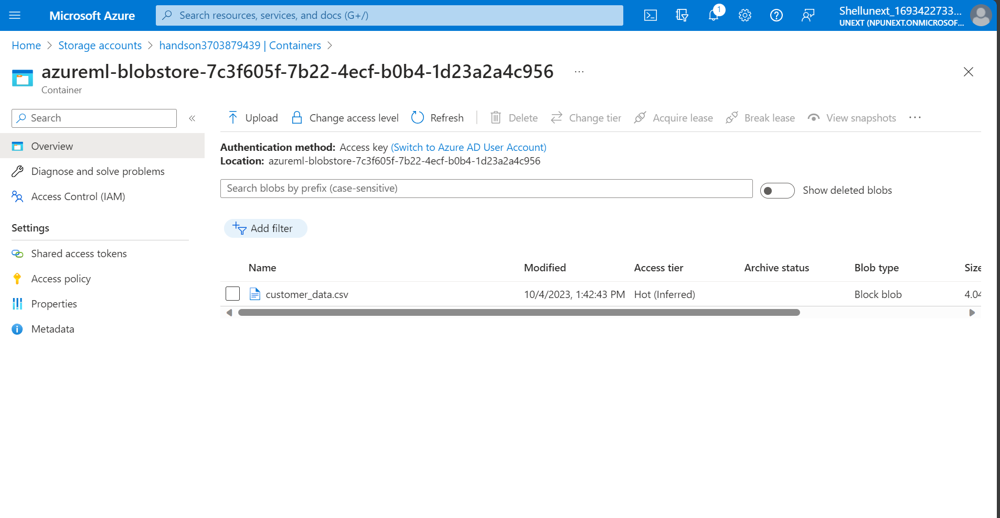 Microsoft Azure
Search resources, services, and docs (G+/)
1
Shellunext_1693422733...
UNEXT (NPUNEXT.ONMICROSOF...
Home > Storage accounts > handson3703879439 | Containers >
azureml-blobstore-7c3f605f-7b22-4ecf-b0b4-1d23a2a4c956 ...
Container
Search
«
Upload Change access level Refresh Delete Change tier Acquire lease Break lease View snapshots ...
Overview
Diagnose and solve problems
Access Control (IAM)
Settings
Shared access tokens
Access policy
Properties
Metadata
Authentication method: Access key (Switch to Azure AD User Account)
Location: azureml-blobstore-7c3f605f-7b22-4ecf-b0b4-1d23a2a4c956
Search blobs by prefix (case-sensitive)
Show deleted blobs
Add filter
Name Modified Access tier Archive status Blob type Size
customer_data.csv 10/4/2023, 1:42:43 PM Hot (Inferred) Block blob 4.04